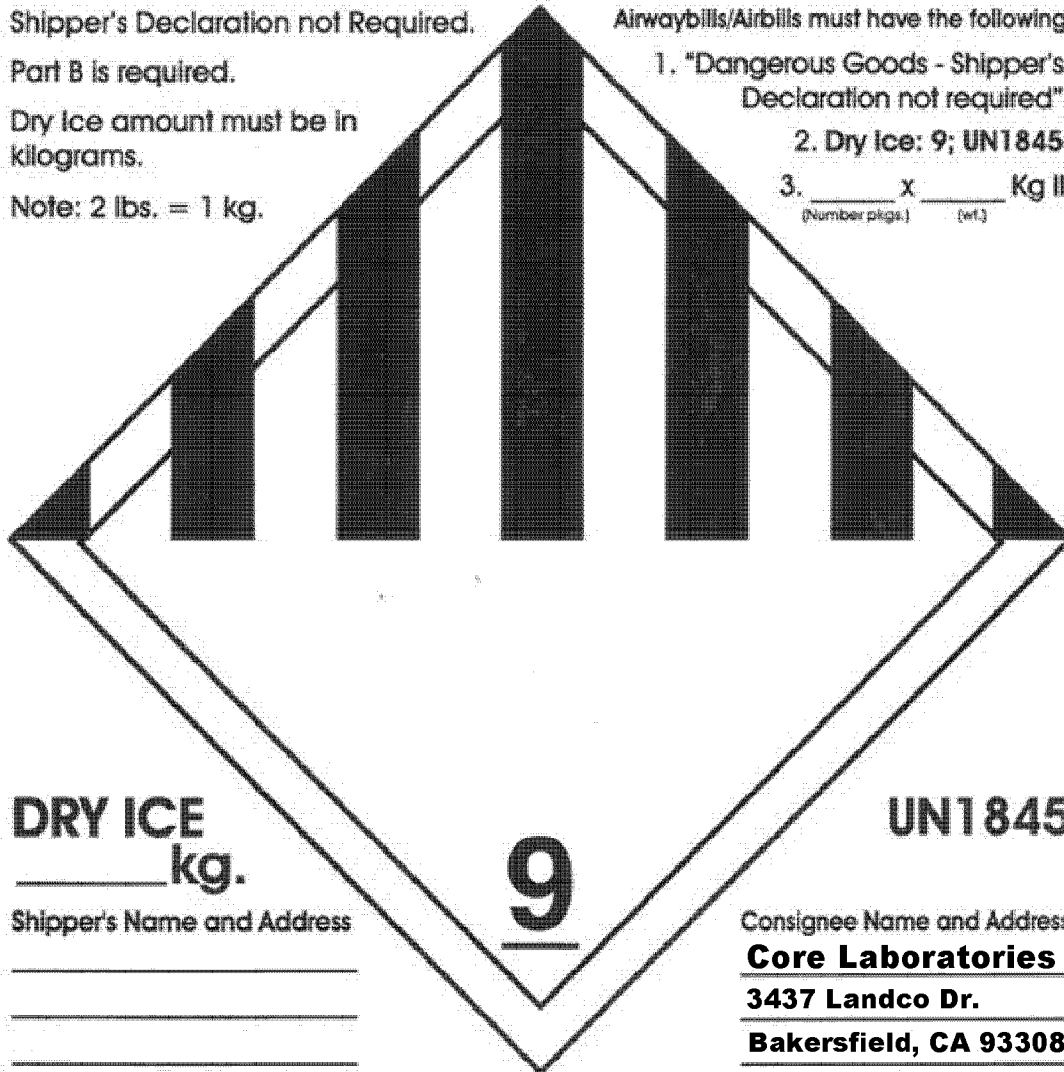 Shipper's Declaration not Required.
Part B is required.
Dry Ice amount must be in
kilograms.
Note: 2 lbs. = 1 kg.
Airwaybills/Airbills must have the following
1. "Dangerous Goods - Shipper's
Declaration not required"
2. Dry Ice: 9; UN1845
3. ______ x ______ Kg II
(Number pkgs.) (wt.)
DRY ICE
______kg.
UN1845
9
Shipper's Name and Address
Consignee Name and Address
Core Laboratories
3437 Landco Dr.
Bakersfield, CA 93308